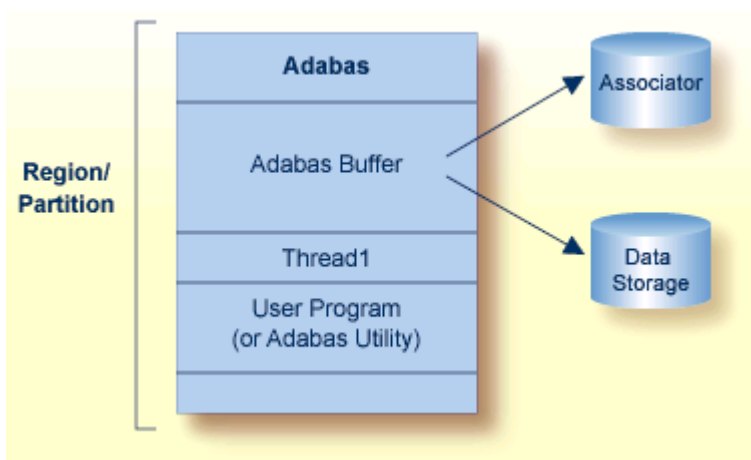 Region/
Partition
Adabas
Adabas Buffer
Thread1
User Program
(or Adabas Utility)
Associator
Data
Storage